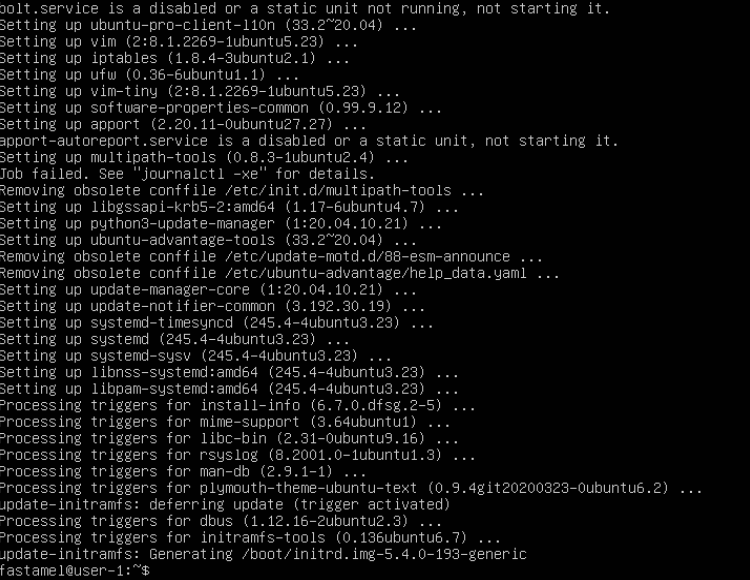 bolt.service is a disabled or a static unit not running, not starting it.
Setting up ubuntu-pro-client-l10n (33.2~20.04) ...
Setting up vim (2:8.1.2269-1ubuntu5.23) ...
Setting up iptables (1.8.4-3ubuntu2.1) ...
Setting up ufw (0.36-6ubuntu1.1) ...
Setting up vim-tiny (2:8.1.2269-1ubuntu5.23) ...
Setting up software-properties-common (0.99.9.12) ...
Setting up apport (2.20.11-0ubuntu27.27) ...
apport-autoreport.service is a disabled or a static unit, not starting it.
Setting up multipath-tools (0.8.3-1ubuntu2.4) ...
Job failed. See "journalctl -xe" for details.
Removing obsolete conffile /etc/init.d/multipath-tools ...
Setting up libgssapi-krb5-2:amd64 (1.17-6ubuntu4.7) ...
Setting up python3-update-manager (1:20.04.10.21) ...
Setting up ubuntu-advantage-tools (33.2~20.04) ...
Removing obsolete conffile /etc/update-motd.d/88-esm-announce ...
Removing obsolete conffile /etc/ubuntu-advantage/help_data.yaml ...
Setting up update-manager-core (1:20.04.10.21) ...
Setting up update-notifier-common (3.192.30.19) ...
Setting up systemd-timesyncd (245.4-4ubuntu3.23) ...
Setting up systemd (245.4-4ubuntu3.23) ...
Setting up systemd-sysv (245.4-4ubuntu3.23) ...
Setting up libnss-systemd:amd64 (245.4-4ubuntu3.23) ...
Setting up libpam-systemd:amd64 (245.4-4ubuntu3.23) ...
Processing triggers for install-info (6.7.0.dfsg.2-5) ...
Processing triggers for mime-support (3.64ubuntu1) ...
Processing triggers for libc-bin (2.31-0ubuntu9.16) ...
Processing triggers for rsyslog (8.2001.0-1ubuntu1.3) ...
Processing triggers for man-db (2.9.1-1) ...
Processing triggers for plymouth-theme-ubuntu-text (0.9.4git20200323-0ubuntu6.2) ...
update-initramfs: deferring update (trigger activated)
Processing triggers for dbus (1.12.16-2ubuntu2.3) ...
Processing triggers for initramfs-tools (0.136ubuntu6.7) ...
update-initramfs: Generating /boot/initrd.img-5.4.0-193-generic
fastamel@user-1:~$